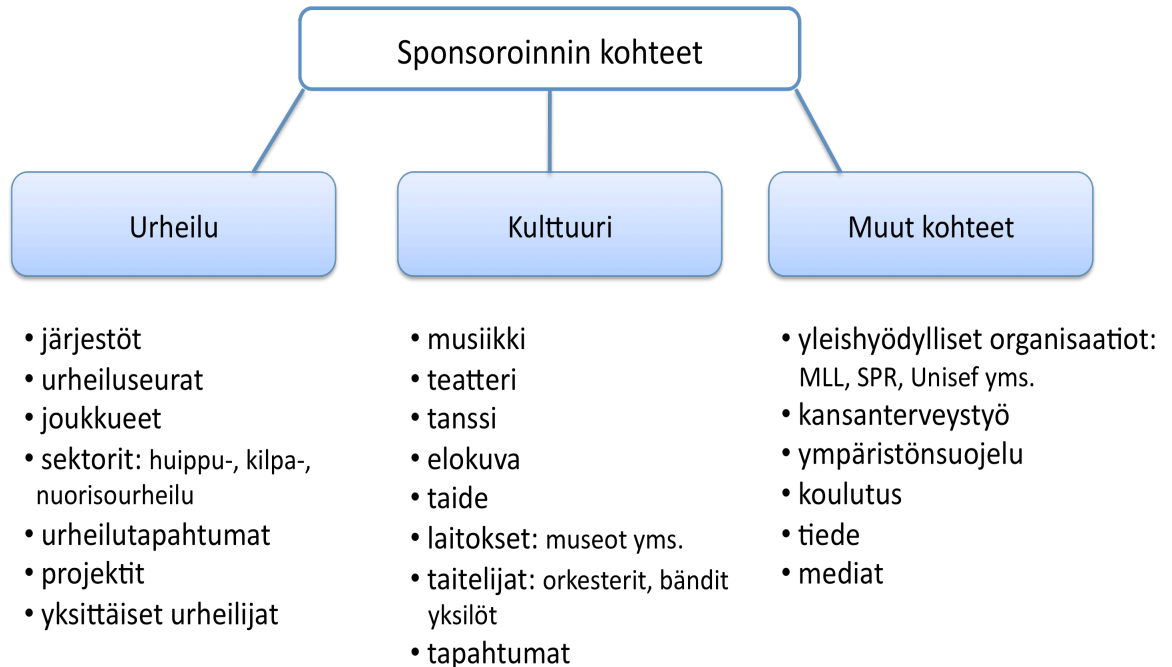 Sponsoroinnin kohteet
Urheilu
• järjestöt
• urheiluseurat
• joukkueet
• sektorit: huippu-, kilpa-,
nuorisourheilu
• urheilutapahtumat
• projektit
• yksittäiset urheilijat
Kulttuuri
• musiikki
• teatteri
• tanssi
• elokuva
• taide
• laitokset: museot yms.
• taitelijat: orkesterit, bändit
yksilöt
• tapahtumat
Muut kohteet
• yleishyödylliset organisaatiot:
MLL, SPR, Unisef yms.
• kansanterveystyö
• ympäristönsuojelu
• koulutus
• tiede
• mediat